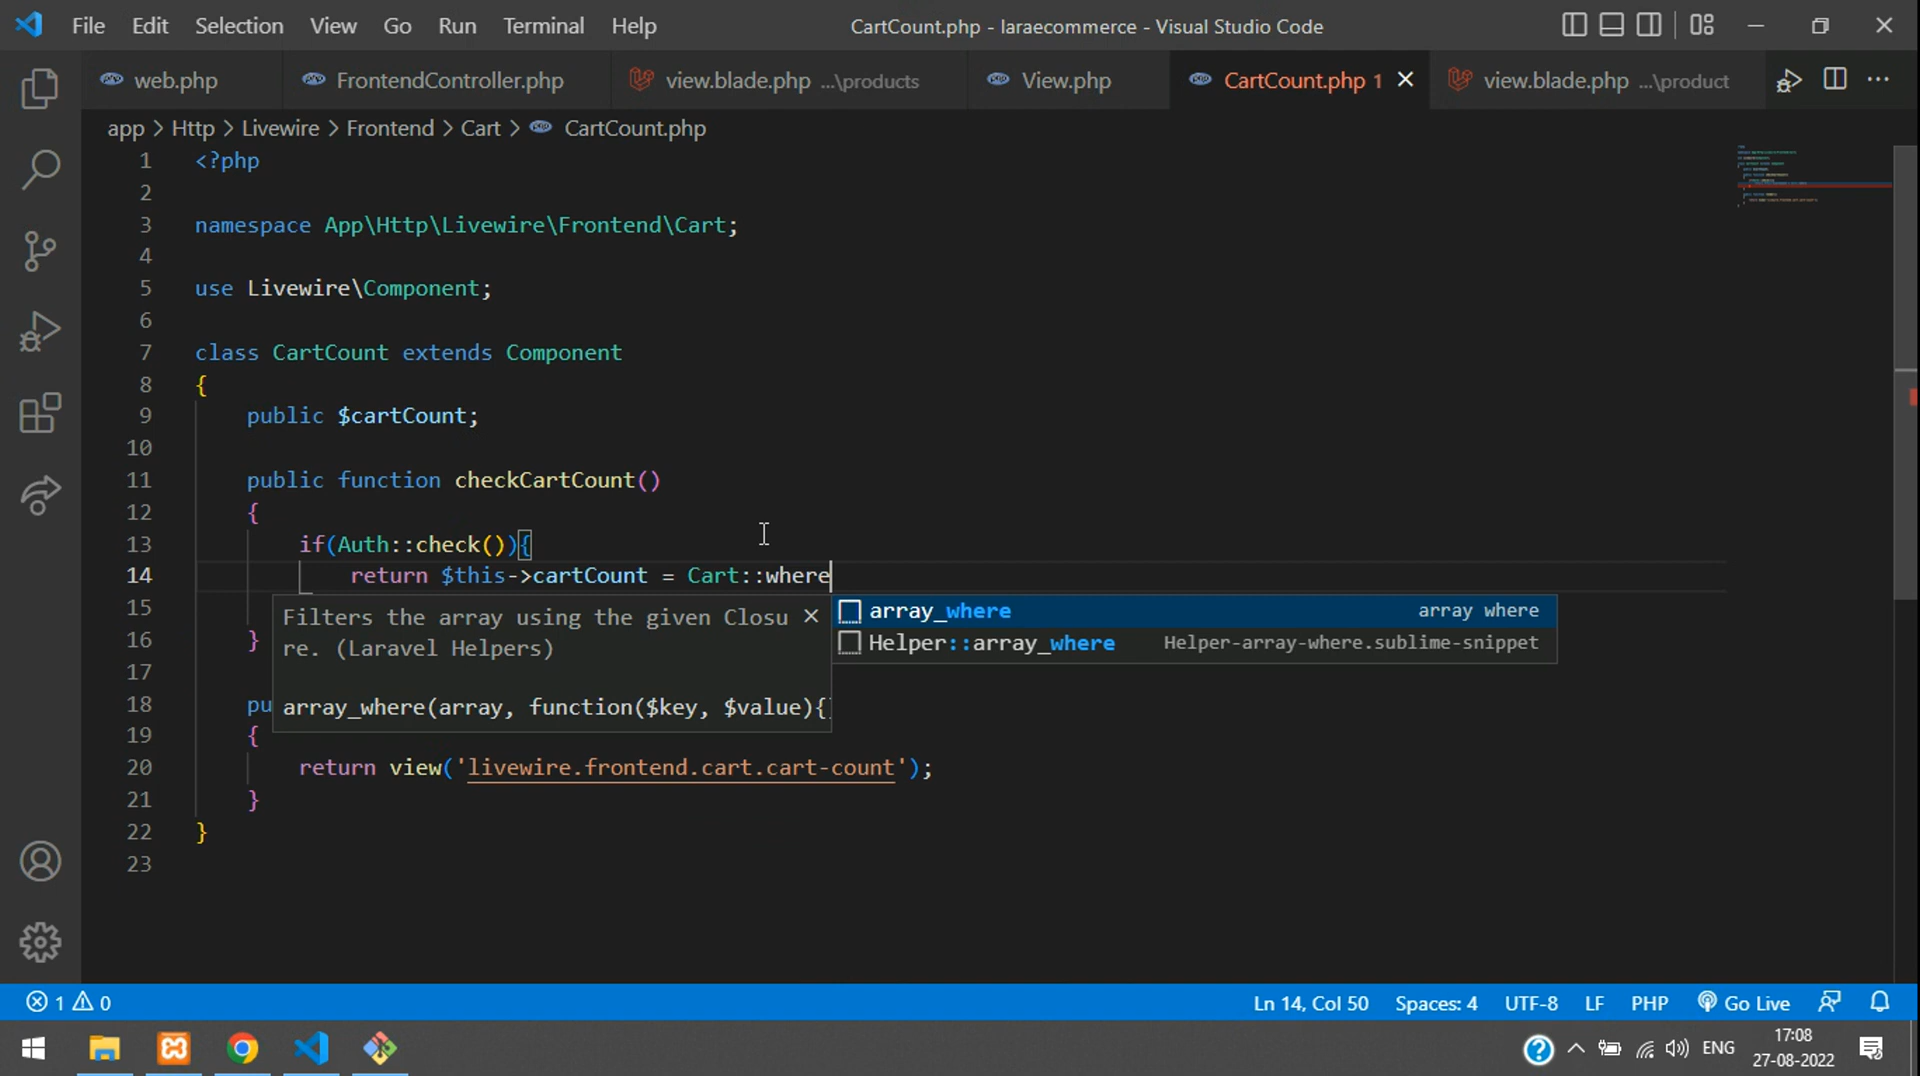 File Edit Selection View Go Run Terminal Help CartCount.php - laraecommerce - Visual Studio Code
web.php FrontendController.php view.blade.php ...\products View.php CartCount.php 1 view.blade.php ...\product
app > Http > Livewire > Frontend > Cart > CartCount.php
1 <?php
2
3 namespace App\Http\Livewire\Frontend\Cart;
4
5 use Livewire\Component;
6
7 class CartCount extends Component
8 {
9 public $cartCount;
10
11 public function checkCartCount()
12 {
13 if(Auth::check()){
14 return $this->cartCount = Cart::where
15
16 }
17
18 pu
19 {
20 return view('livewire.frontend.cart.cart-count');
21 }
22 }
23
Filters the array using the given Closu
re. (Laravel Helpers)
array_where(array, function($key, $value){
array_where array where
Helper::array_where Helper-array-where.sublime-snippet
1 0 Ln 14, Col 50 Spaces: 4 UTF-8 LF PHP Go Live
ENG 17:08
27-08-2022